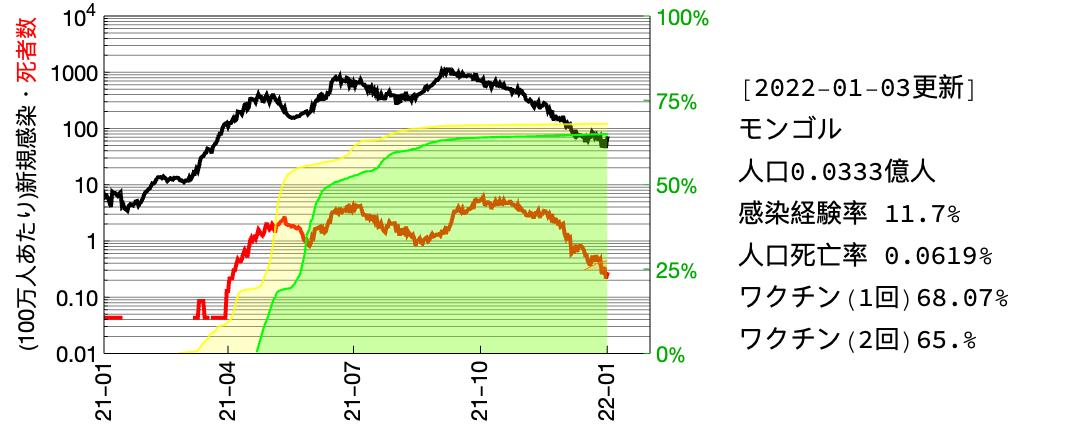 (100万人あたり)新規感染・死者数
10^4
1000
100
10
1
0.10
0.01
100%
75%
50%
25%
0%
21-01
21-04
21-07
21-10
22-01
[2022-01-03更新]
モンゴル
人口0.0333億人
感染経験率 11.7%
人口死亡率 0.0619%
ワクチン(1回)68.07%
ワクチン(2回)65.%